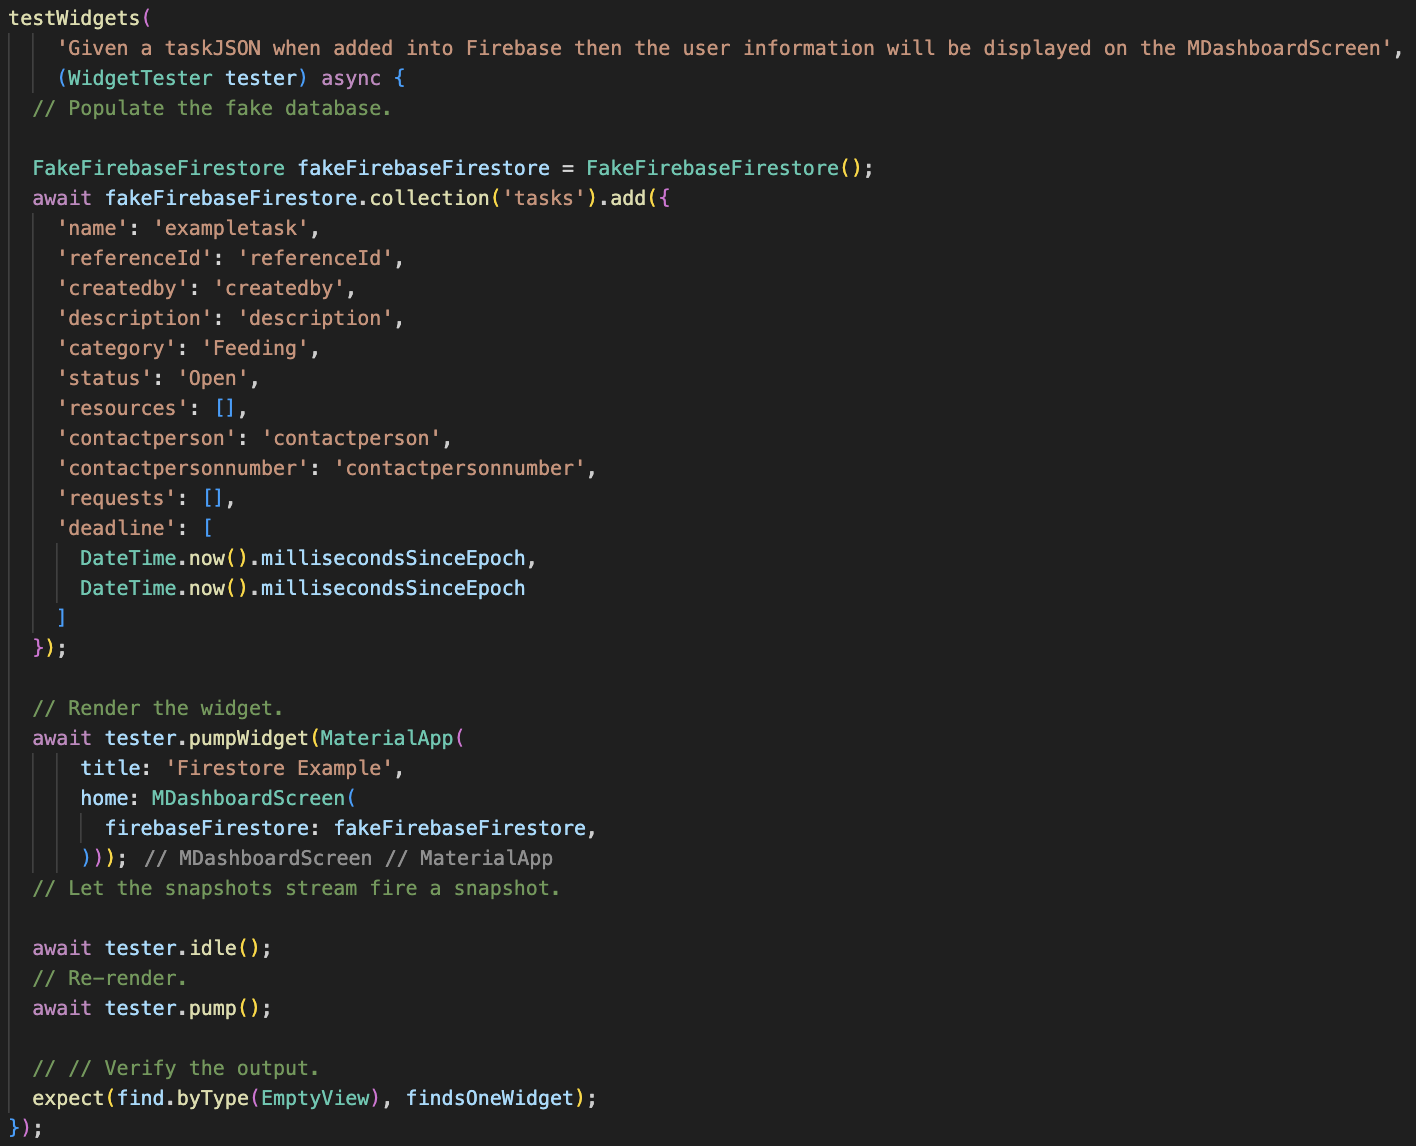 testWidgets(
'Given a taskJSON when added into Firebase then the user information will be displayed on the MDashboardScreen',
(WidgetTester tester) async {
// Populate the fake database.
FakeFirebaseFirestore fakeFirebaseFirestore = FakeFirebaseFirestore();
await fakeFirebaseFirestore.collection('tasks').add({
'name': 'exampletask',
'referenceId': 'referenceId',
'createdby': 'createdby',
'description': 'description',
'category': 'Feeding',
'status': 'Open',
'resources': [],
'contactperson': 'contactperson',
'contactpersonnumber': 'contactpersonnumber',
'requests': [],
'deadline': [
DateTime.now().millisecondsSinceEpoch,
DateTime.now().millisecondsSinceEpoch
]
});
// Render the widget.
await tester.pumpWidget(MaterialApp(
title: 'Firestore Example',
home: MDashboardScreen(
firebaseFirestore: fakeFirebaseFirestore,
))); // MDashboardScreen // MaterialApp
// Let the snapshots stream fire a snapshot.
await tester.idle();
// Re-render.
await tester.pump();
// // Verify the output.
expect(find.byType(EmptyView), findsOneWidget);
});